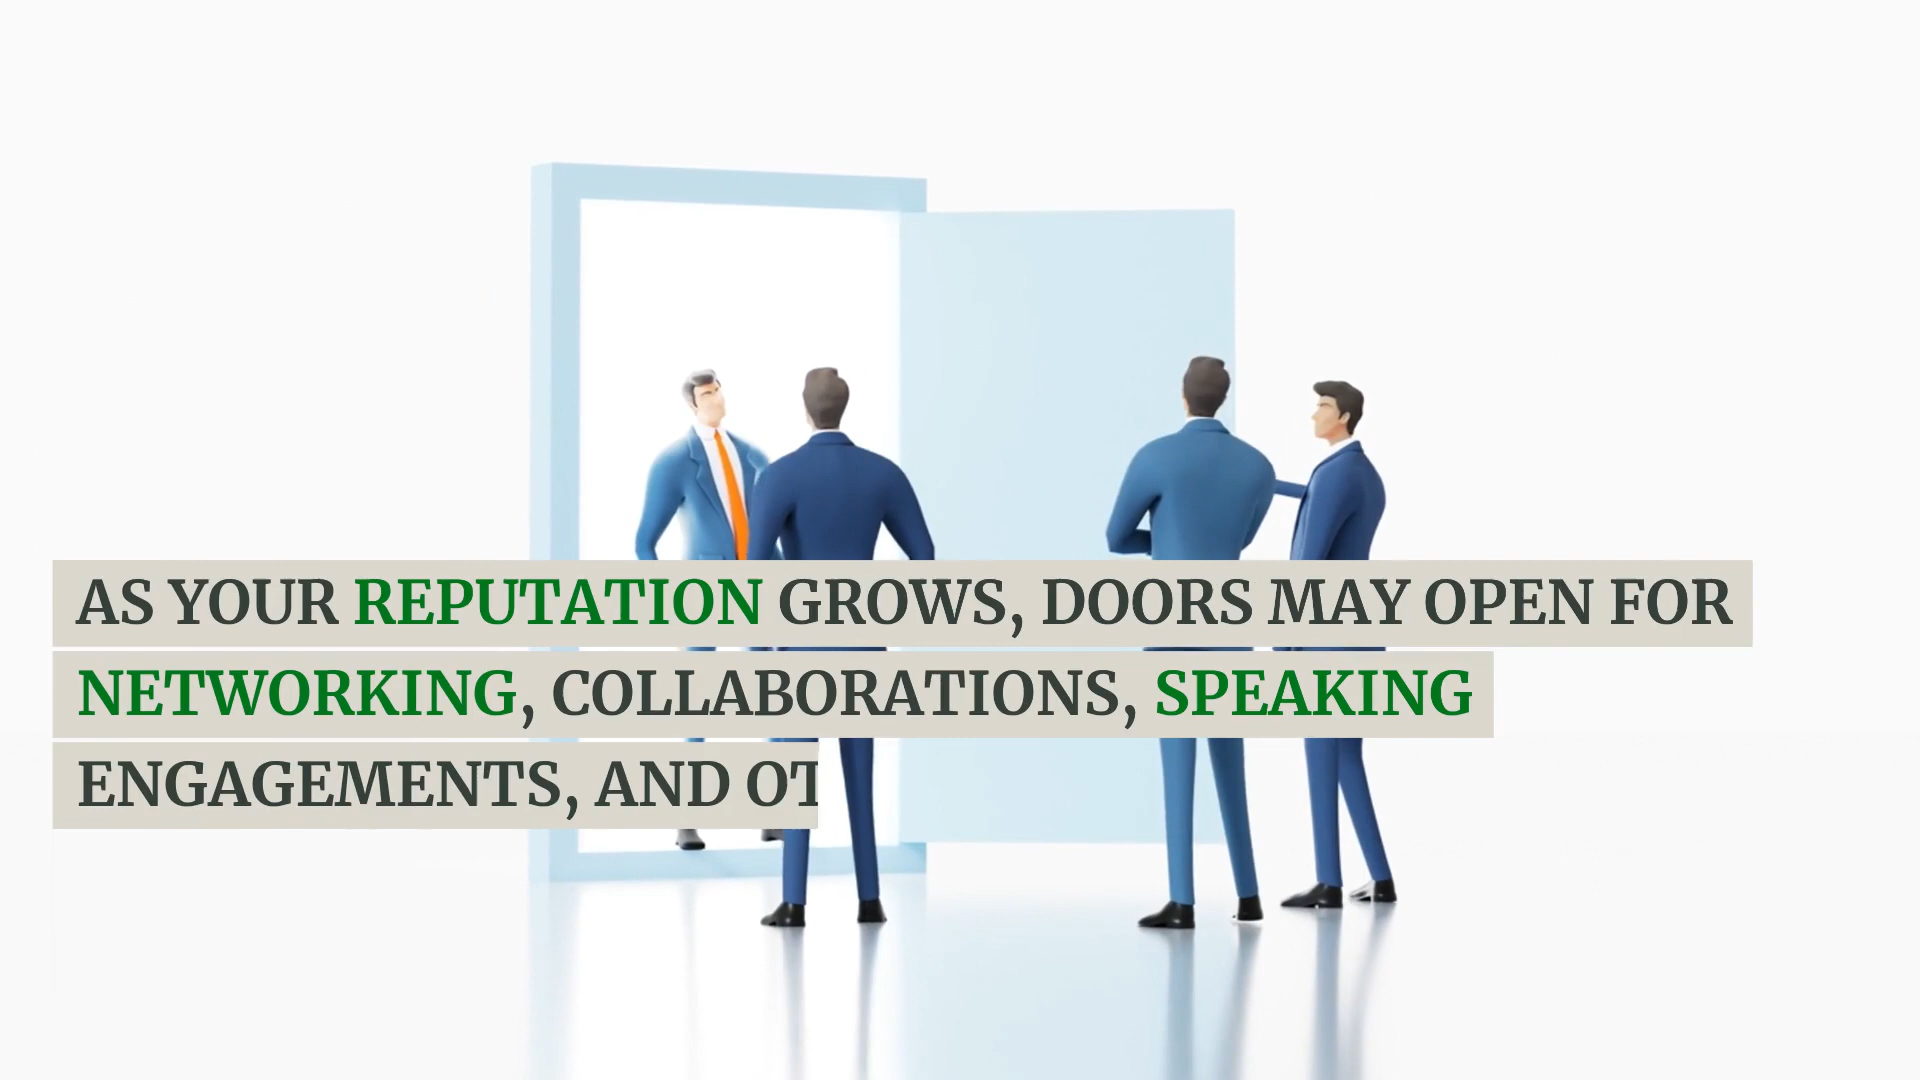 AS YOUR REPUTATION GROWS, DOORS MAY OPEN FOR
NETWORKING, COLLABORATIONS, SPEAKING
ENGAGEMENTS, AND